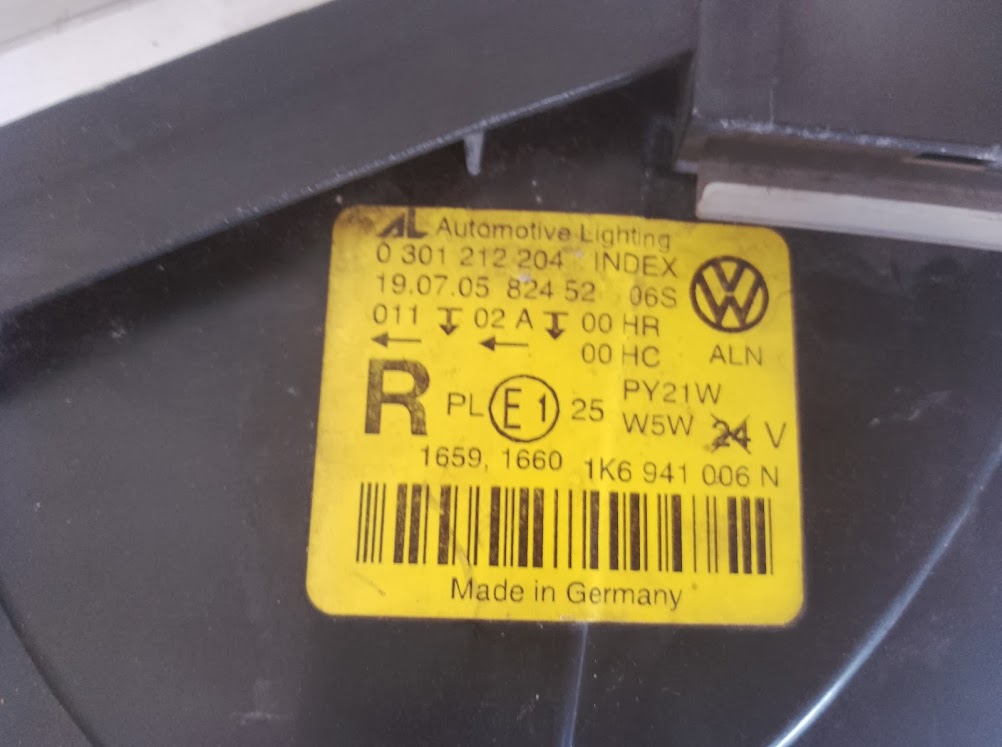 AL Automotive Lighting
0 301 212 204 INDEX
19.07.05 824 52 06S
011 02 A 00 HR
00 HC ALN
R PL E1 25 PY21W
W5W 24 V
1659, 1660 1K6 941 006 N
Made in Germany